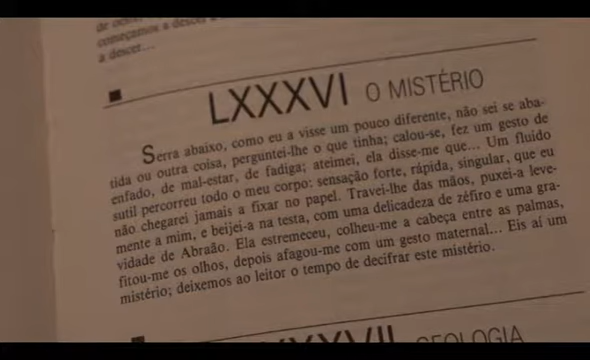 começamos a descer
a descer...
LXXXVI O MISTÉRIO
Serra abaixo, como eu a visse um pouco diferente, não sei se aba-
tida ou outra coisa, perguntei-lhe o que tinha; calou-se, fez um gesto de
enfado, de mal-estar, de fadiga; ateimei, ela disse-me que... Um fluido
sutil percorreu todo o meu corpo: sensação forte, rápida, singular, que eu
não chegarei jamais a fixar no papel. Travei-lhe das mãos, puxei-a leve-
mente a mim, e beijei-a na testa, com uma delicadeza de zéfiro e uma gra-
vidade de Abraão. Ela estremeceu, colheu-me a cabeça entre as palmas,
fitou-me os olhos, depois afagou-me com um gesto maternal... Eis aí um
mistério; deixemos ao leitor o tempo de decifrar este mistério.
GEOLOGIA